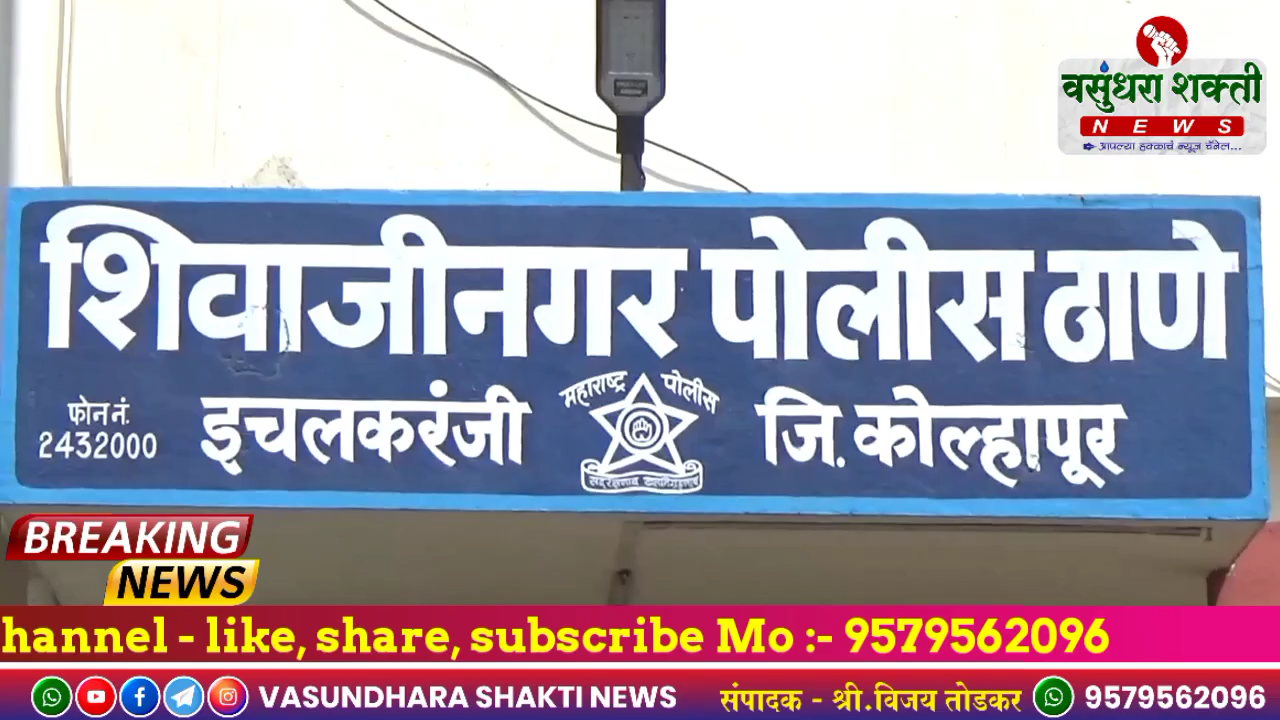 वसुंधरा शक्ती
NEWS
आपल्या हक्काचं न्यूज चॅनेल...
शिवाजीनगर पोलीस ठाणे
महाराष्ट्र पोलीस
फोन नं.
2432000
इचलकरंजी
जि. कोल्हापूर
BREAKING
NEWS
hannel - like, share, subscribe Mo :- 9579562096
VASUNDHARA SHAKTI NEWS
संपादक - श्री.विजय तोडकर
9579562096